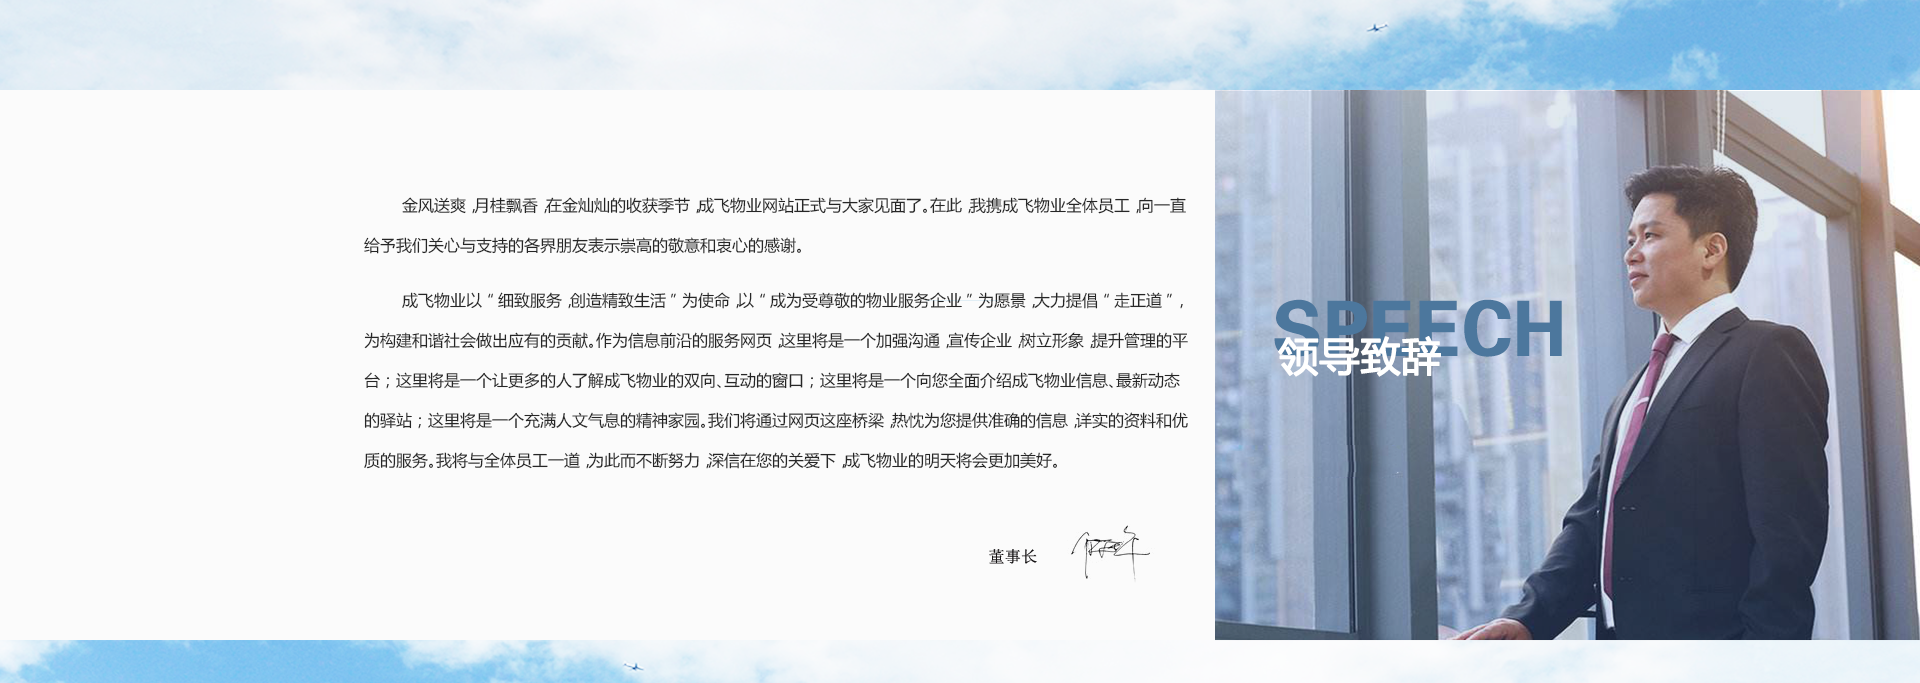 金风送爽,月桂飘香,在金灿灿的收获季节,成飞物业网站正式与大家见面了。在此,我携成飞物业全体员工,向一直
给予我们关心与支持的各界朋友表示崇高的敬意和衷心的感谢。
成飞物业以“细致服务,创造精致生活”为使命,以“成为受尊敬的物业服务企业”为愿景,大力提倡“走正道”,
为构建和谐社会做出应有的贡献。作为信息前沿的服务网页,这里将是一个加强沟通,宣传企业,树立形象,提升管理的平
台;这里将是一个让更多的人了解成飞物业的双向、互动的窗口;这里将是一个向您全面介绍成飞物业信息、最新动态
的驿站;这里将是一个充满人文气息的精神家园。我们将通过网页这座桥梁,热忱为您提供准确的信息,详实的资料和优
质的服务。我将与全体员工一道,为此而不断努力,深信在您的关爱下,成飞物业的明天将会更加美好。
董事长
SPEECH
领导致辞